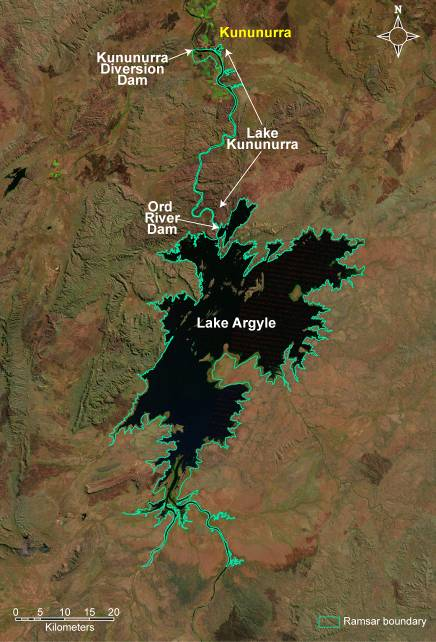 Kununurra
N
Kununurra
Diversion
Dam
Lake
Kununurra
Ord
River
Dam
Lake Argyle
0 5 10 15 20
Kilometers
Ramsar boundary